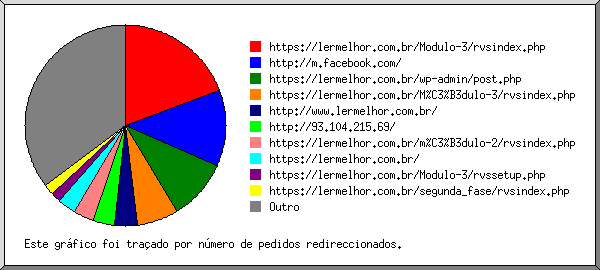 https://lermelhor.com.br/Modulo-3/rvsindex.php
http://m.facebook.com/
https://lermelhor.com.br/wp-admin/post.php
https://lermelhor.com.br/M%C3%B3dulo-3/rvsindex.php
http://www.lermelhor.com.br/
http://93.104.215.69/
https://lermelhor.com.br/m%C3%B3dulo-2/rvsindex.php
https://lermelhor.com.br/
https://lermelhor.com.br/Modulo-3/rvssetup.php
https://lermelhor.com.br/segunda_fase/rvsindex.php
Outro
Este gráfico foi traçado por número de pedidos redireccionados.